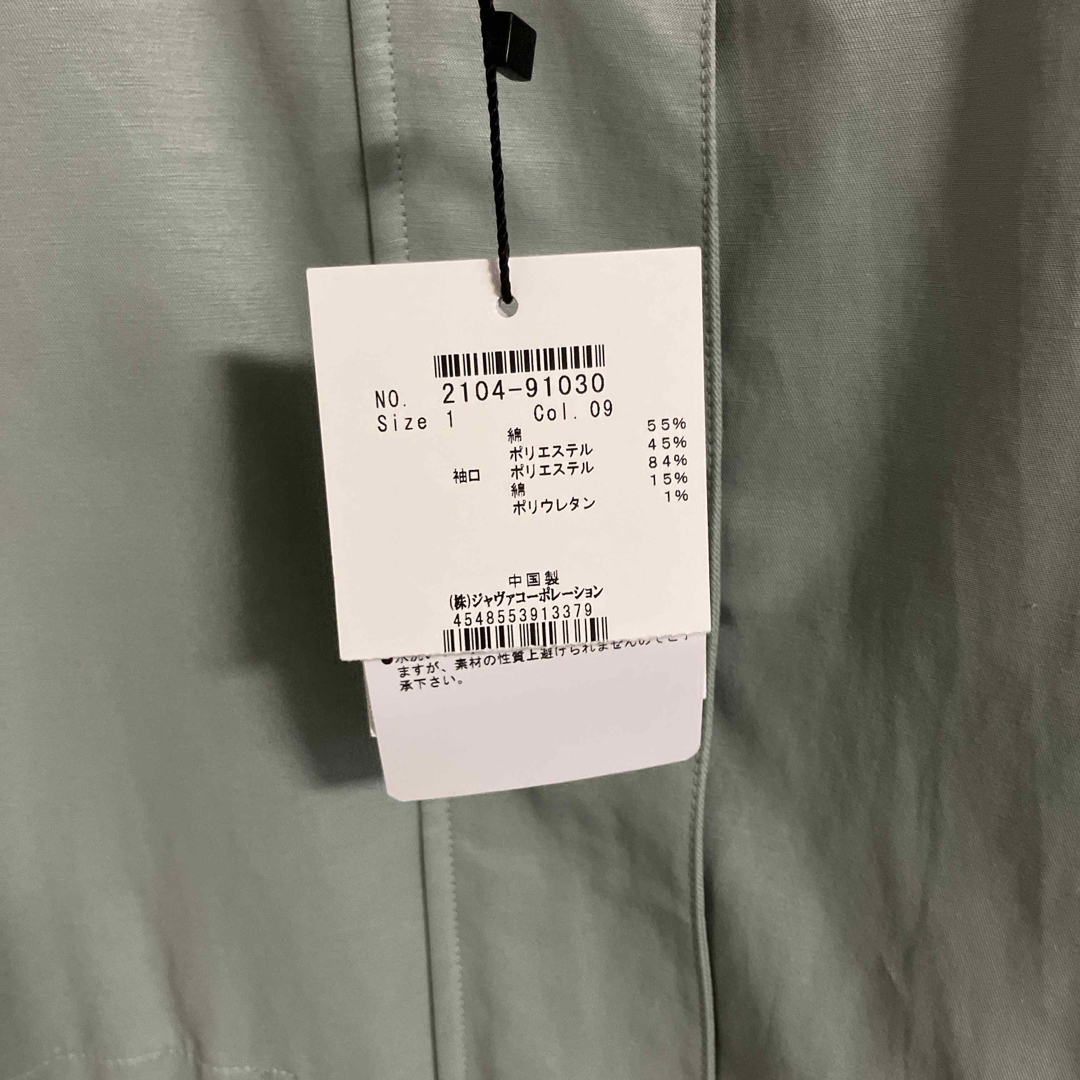 NO. 2104-91030
Size 1 Col. 09
綿 55%
ポリエステル 45%
袖口 ポリエステル 84%
綿 15%
ポリウレタン 1%
中国製
(株)ジャヴァコーポレーション
4548553913379
ますが、素材の性質上避けられませんのでご了
承下さい。